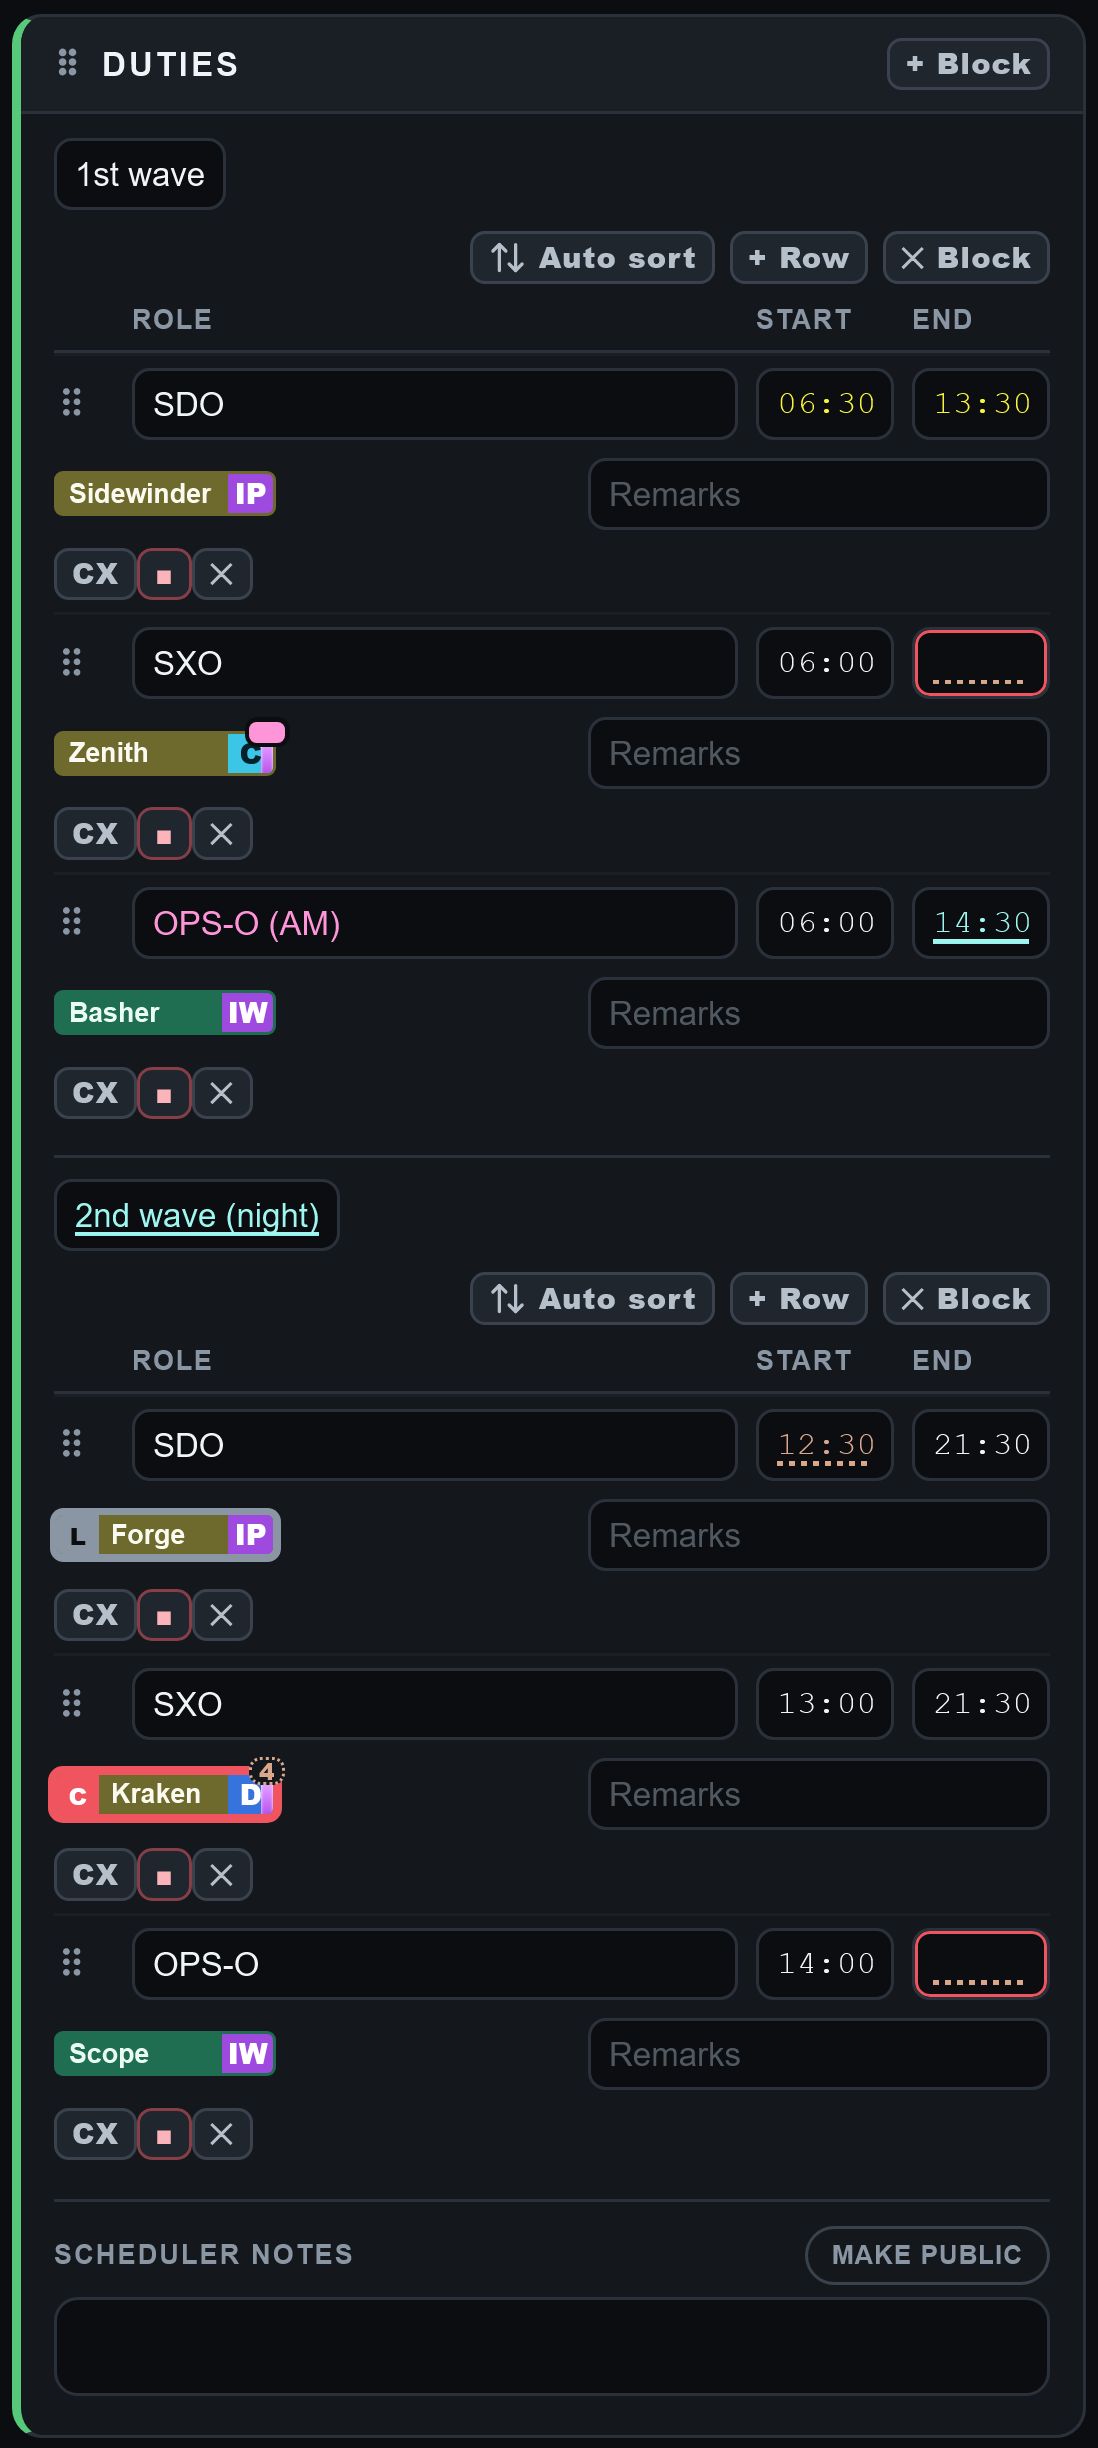 DUTIES
+ Block
1st wave
Auto sort
+ Row
× Block
ROLE START END
SDO 06:30 13:30
Sidewinder IP
Remarks
CX
SXO 06:00
Zenith C
Remarks
CX
OPS-O (AM) 06:00 14:30
Basher IW
Remarks
CX
2nd wave (night)
Auto sort
+ Row
× Block
ROLE START END
SDO 12:30 21:30
L Forge IP
Remarks
CX
SXO 13:00 21:30
C Kraken D 4
Remarks
CX
OPS-O 14:00
Scope IW
Remarks
CX
SCHEDULER NOTES
MAKE PUBLIC